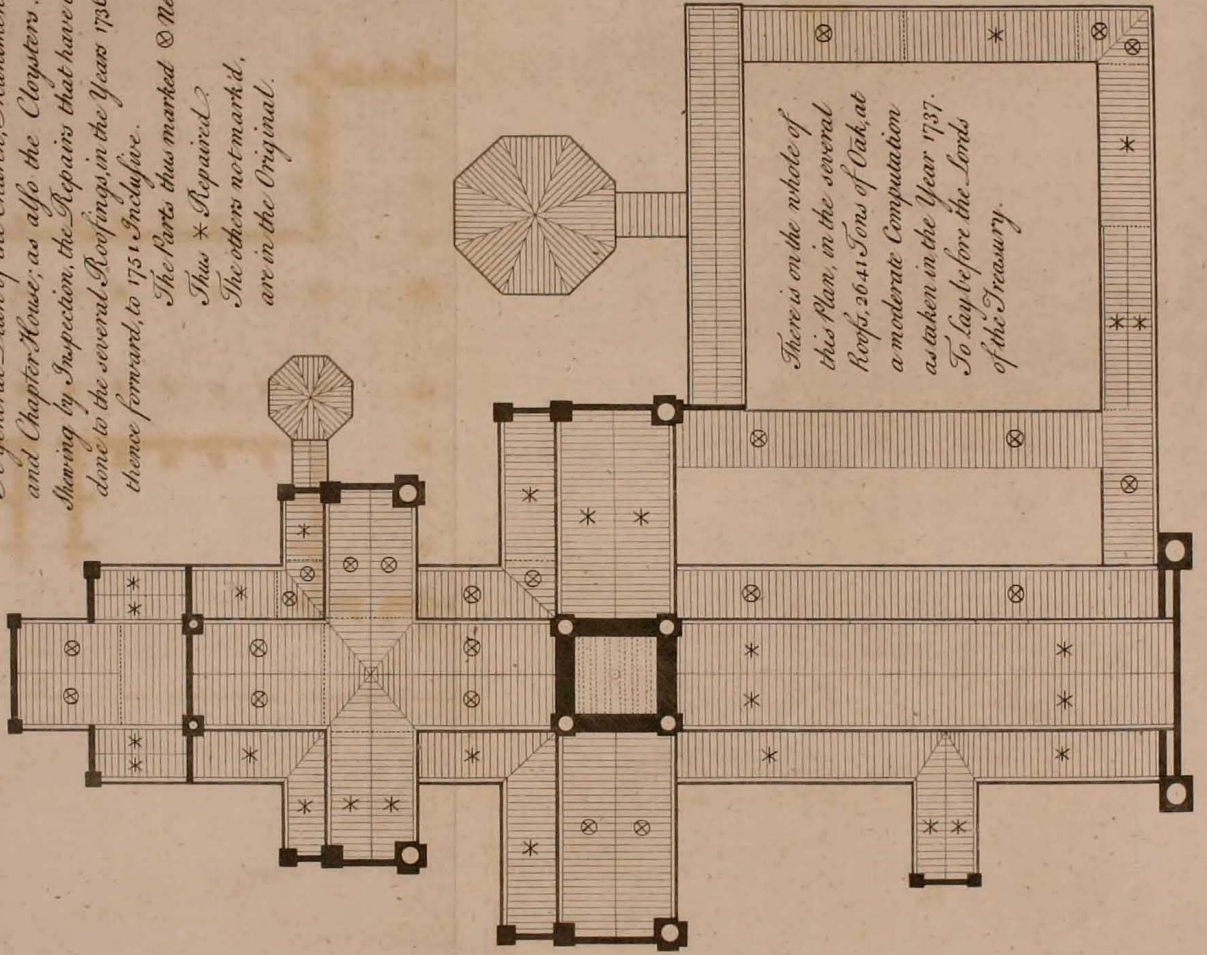 and Chapter House; as also the Cloysters
Shewing by Inspection, the Repairs that have
done to the several Roofings, in the Years 1736
thence forward, to 1751 Inclusive.
The Parts thus marked ⊗ Ne
Thus * Repaired.
The others not mark'd,
are in the Original.
There is on the whole of
this Plan, in the several
Roofs, 2641 Tons of Oak, at
a moderate Computation
as taken in the Year 1737.
To Lay before the Lords
of the Treasury.